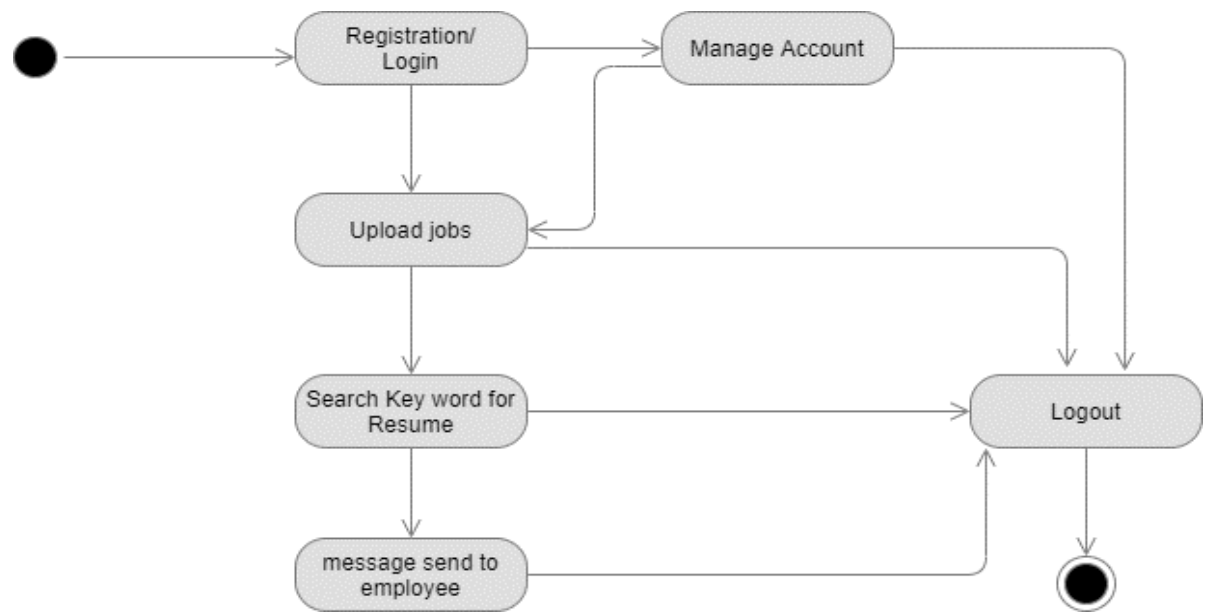 Registration/
Login
Manage Account
Upload jobs
Search Key word for
Resume
Logout
message send to
employee